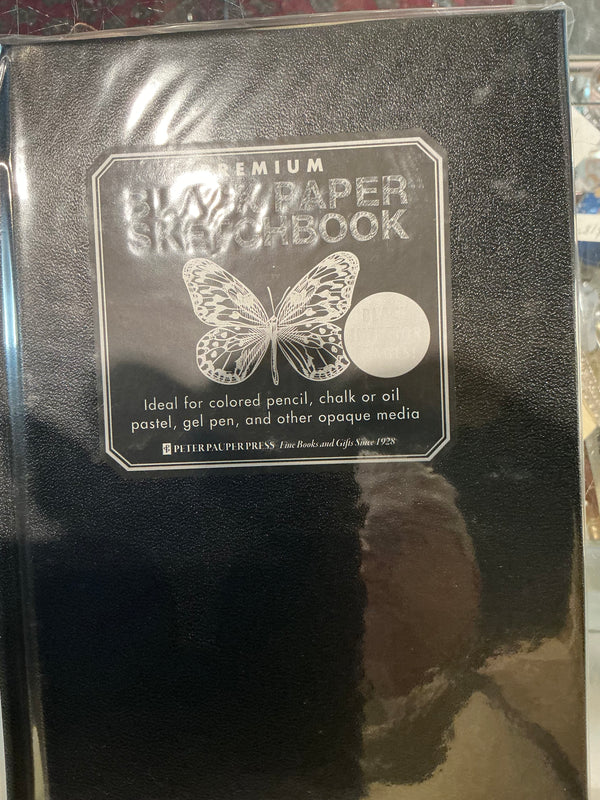 PREMIUM
BLACK PAPER
SKETCHBOOK
Ideal for colored pencil, chalk or oil
pastel, gel pen, and other opaque media
PETER PAUPER PRESS Fine Books and Gifts Since 1928